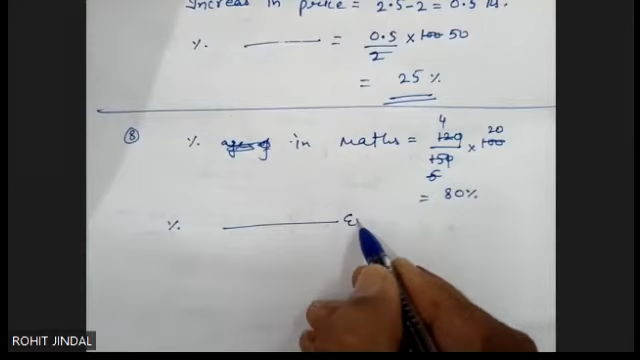 Increas in price = 2.5-2 = 0.5 Rs.
% ——— = 0.5/2 × 100 50
= 25 %
⑧ % in maths = 120/150 × 100
4 20
5
= 80%
% ——— E
ROHIT JINDAL